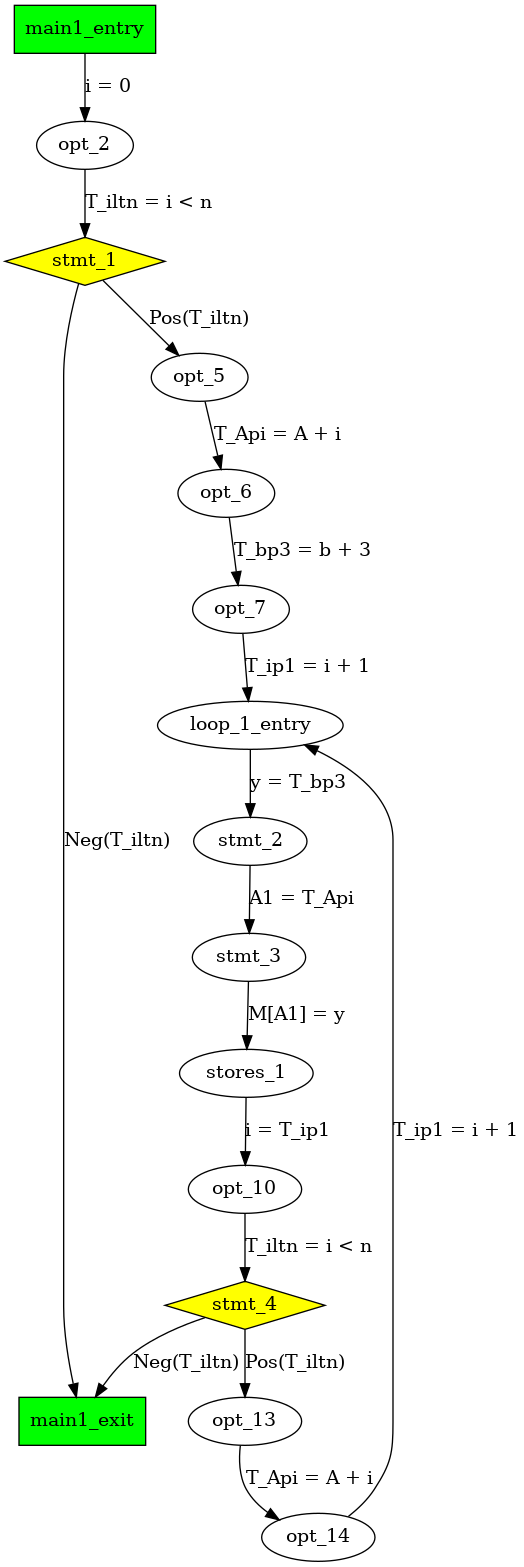 main1_entry
i = 0
opt_2
T_iltn = i < n
stmt_1
Pos(T_iltn)
opt_5
T_Api = A + i
opt_6
T_bp3 = b + 3
opt_7
T_ip1 = i + 1
loop_1_entry
y = T_bp3
Neg(T_iltn)
stmt_2
A1 = T_Api
stmt_3
M[A1] = y
stores_1
i = T_ip1
T_ip1 = i + 1
opt_10
T_iltn = i < n
stmt_4
Neg(T_iltn)
Pos(T_iltn)
main1_exit
opt_13
T_Api = A + i
opt_14